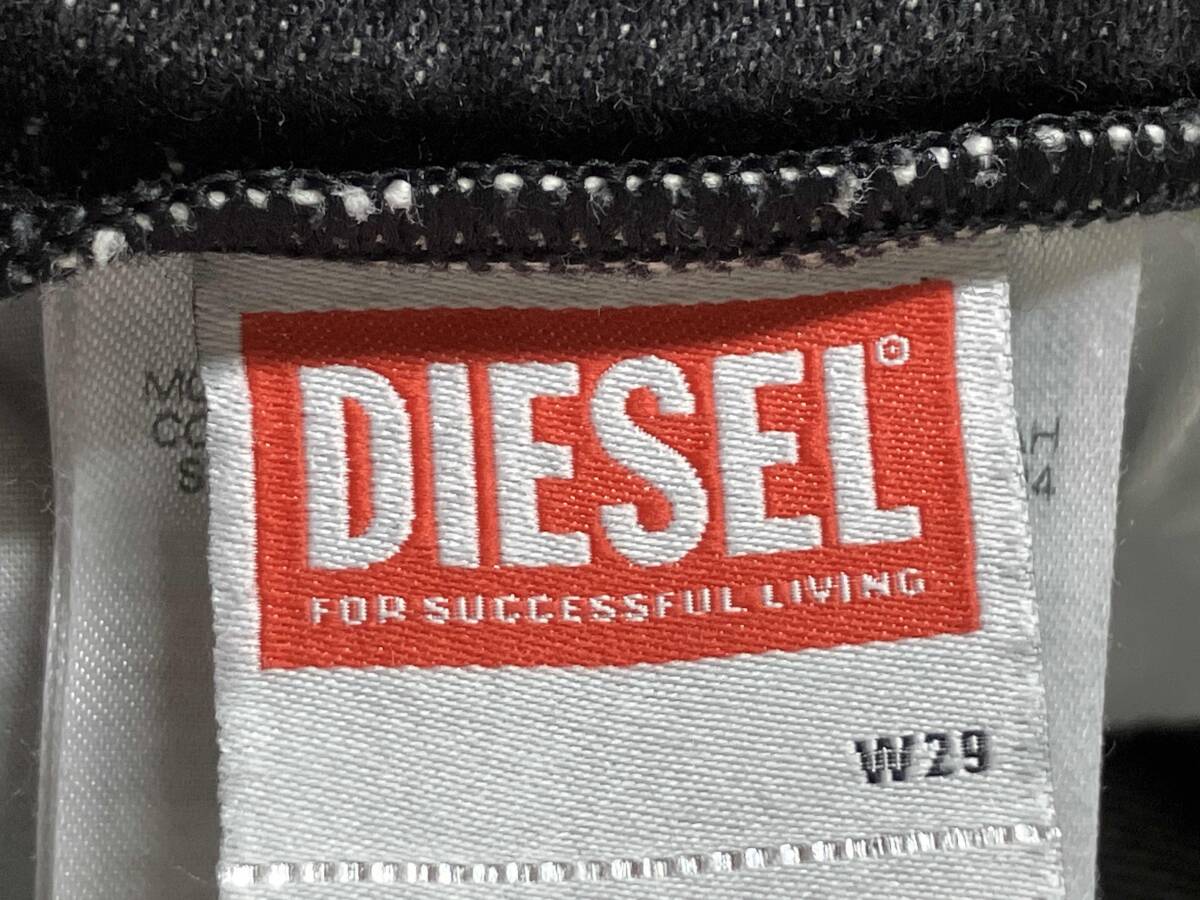 DIESEL©
FOR SUCCESSFUL LIVING
W29